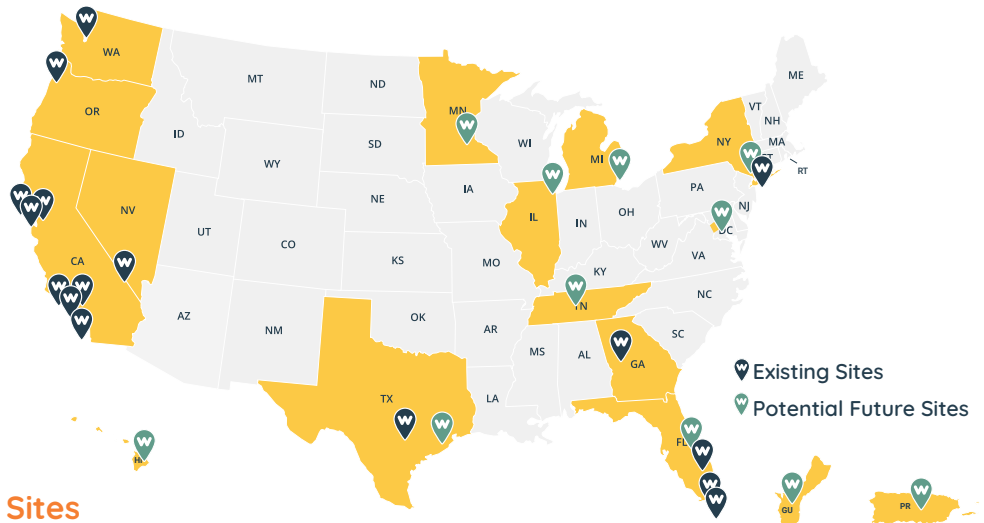 WA
MT
ND
MN
ME
VT
NH
OR
ID
SD
WI
NY
MA
WY
MI
RT
IA
PA
NE
NJ
NV
IL
IN
OH
UT
CO
DC
WV
CA
KS
MO
VA
KY
NC
TN
AZ
OK
NM
AR
SC
MS
AL
GA
TX
LA
Existing Sites
Potential Future Sites
FL
HI
Sites
GU
PR